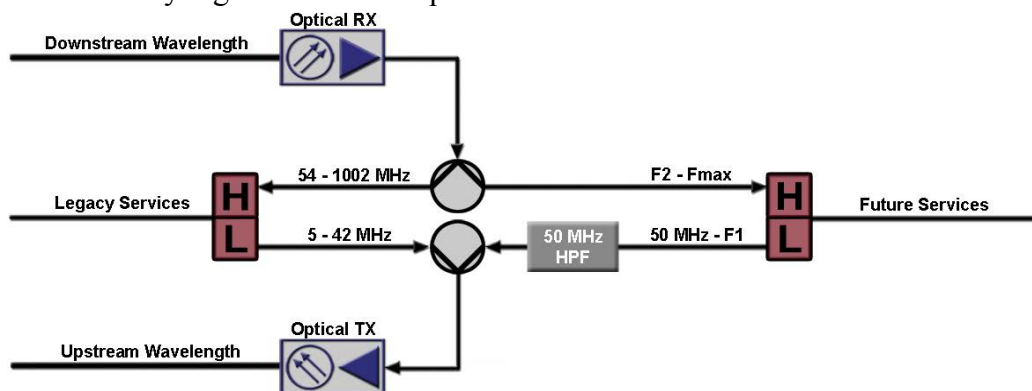 Optical RX
Downstream Wavelength
54 - 1002 MHz
F2 - Fmax
H
H
Legacy Services
Future Services
L
5 - 42 MHz
50 MHz
HPF
50 MHz - F1
L
Optical TX
Upstream Wavelength